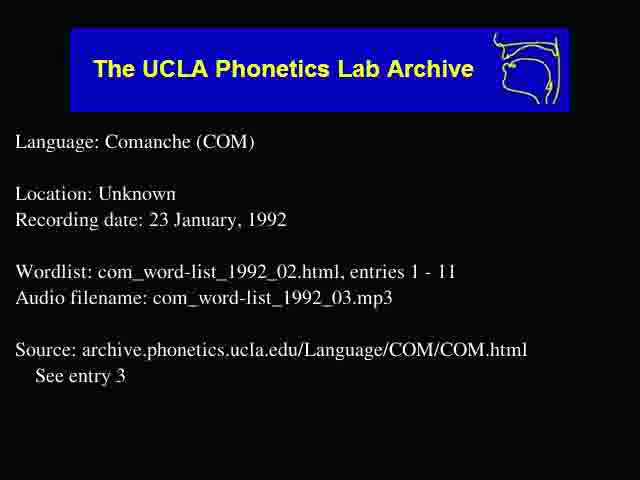 The UCLA Phonetics Lab Archive
Language: Comanche (COM)
Location: Unknown
Recording date: 23 January, 1992
Wordlist: com_word-list_1992_02.html, entries 1 - 11
Audio filename: com_word-list_1992_03.mp3
Source: archive.phonetics.ucla.edu/Language/COM/COM.html
See entry 3